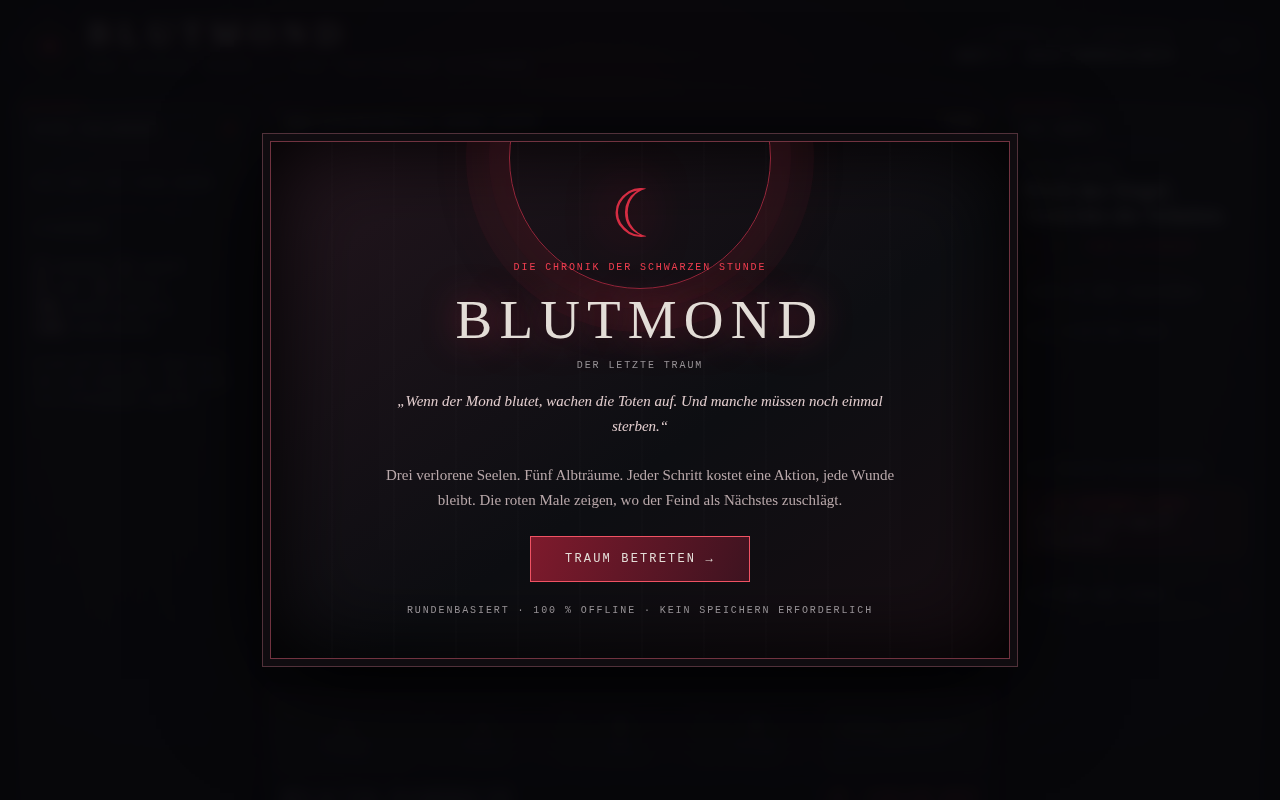 DIE CHRONIK DER SCHWARZEN STUNDE
BLUTMOND
DER LETZTE TRAUM
„Wenn der Mond blutet, wachen die Toten auf. Und manche müssen noch einmal
sterben.“
Drei verlorene Seelen. Fünf Albträume. Jeder Schritt kostet eine Aktion, jede Wunde
bleibt. Die roten Male zeigen, wo der Feind als Nächstes zuschlägt.
TRAUM BETRETEN →
RUNDENBASIERT · 100 % OFFLINE · KEIN SPEICHERN ERFORDERLICH